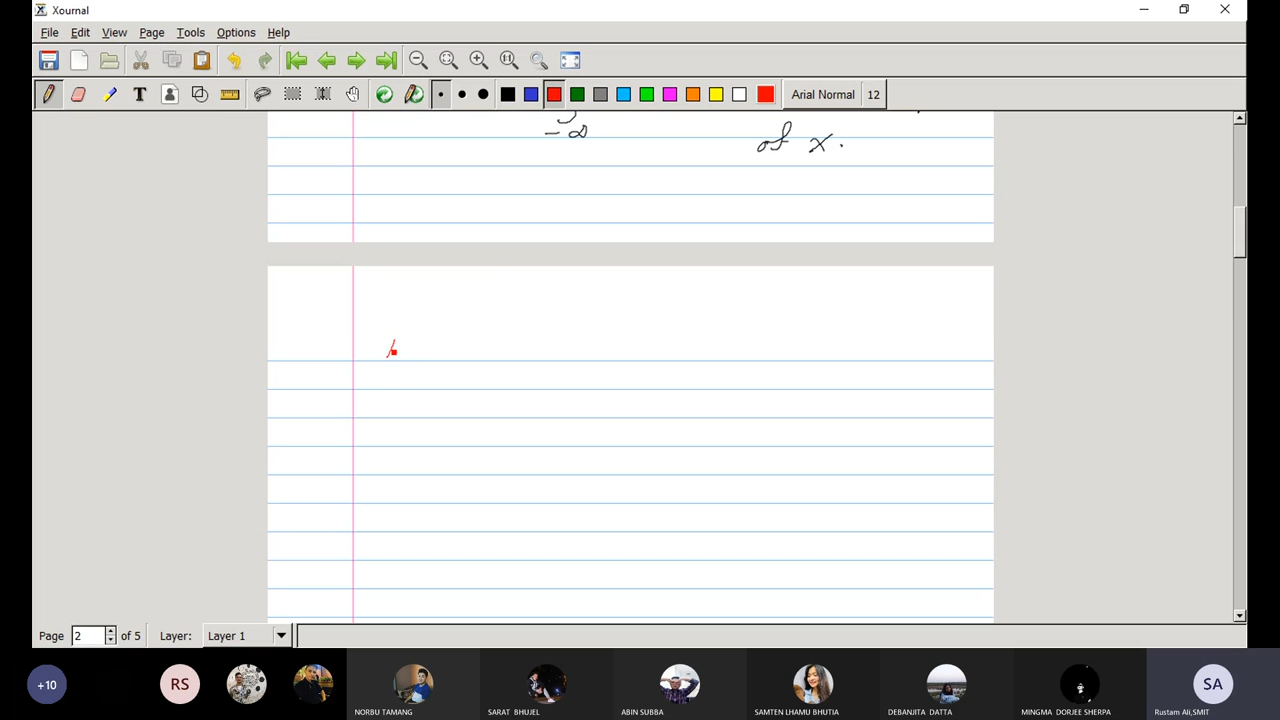 Xournal
File Edit View Page Tools Options Help
T Arial Normal 12
- ∞
of x.
Page 2 of 5 Layer: Layer 1
+10 RS SA
NORBU TAMANG SARAT BHUJEL ABIN SUBBA SAMTEN LHAMU BHUTIA DEBANJITA DATTA MINGMA DORJEE SHERPA Rustam Ali,SMIT